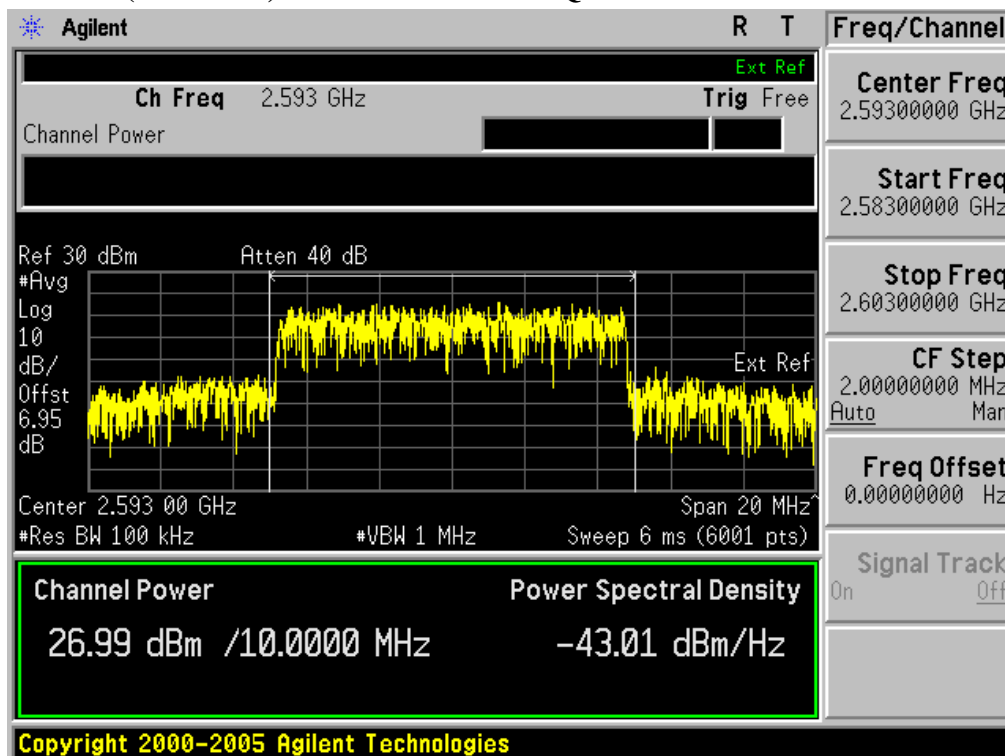 Agilent R T Freq/Channel
Ext Ref
Ch Freq 2.593 GHz Trig Free
Channel Power
Center Freq
2.59300000 GHz
Start Freq
2.58300000 GHz
Stop Freq
2.60300000 GHz
CF Step
2.00000000 MHz
Auto Man
Freq Offset
0.00000000 Hz
Signal Track
On Off
Ref 30 dBm Atten 40 dB
#Avg
Log
10
dB/
Offst
6.95
dB
Ext Ref
Center 2.593 00 GHz Span 20 MHz^
#Res BW 100 kHz #VBW 1 MHz Sweep 6 ms (6001 pts)
Channel Power Power Spectral Density
26.99 dBm /10.0000 MHz -43.01 dBm/Hz
Copyright 2000-2005 Agilent Technologies